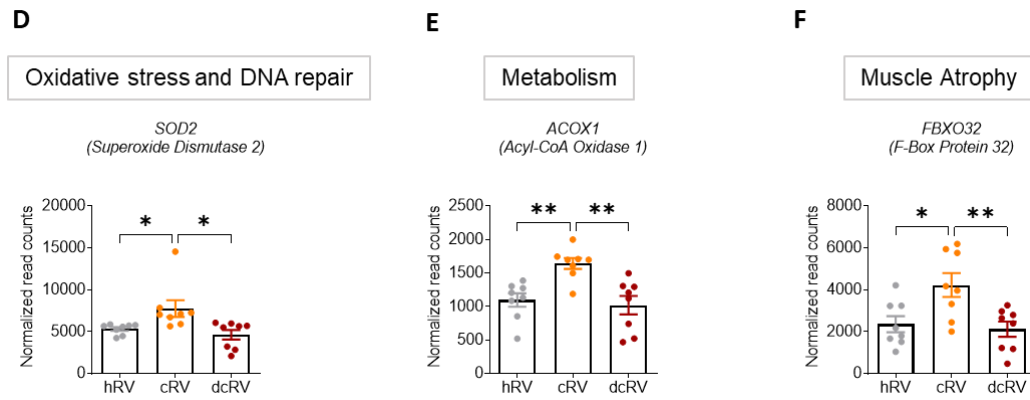 D
Oxidative stress and DNA repair
SOD2
(Superoxide Dismutase 2)
Normalized read counts
20000
15000
10000
5000
0
* *
hRV cRV dcRV
E
Metabolism
ACOX1
(Acyl-CoA Oxidase 1)
Normalized read counts
2500
2000
1500
1000
500
0
** **
hRV cRV dcRV
F
Muscle Atrophy
FBXO32
(F-Box Protein 32)
Normalized read counts
8000
6000
4000
2000
0
* **
hRV cRV dcRV